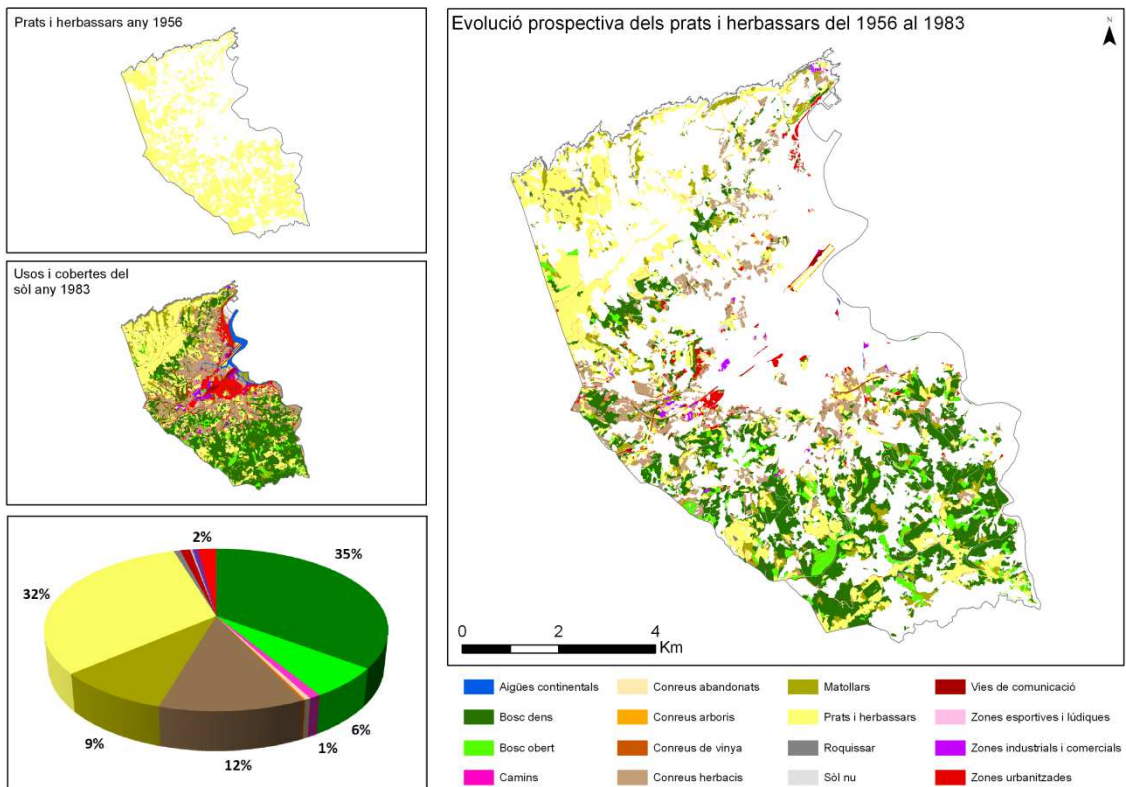 Prats i herbassars any 1956
Usos i cobertes del
sòl any 1983
2%
35%
32%
6%
1%
9%
12%
Evolució prospectiva dels prats i herbassars del 1956 al 1983
N
0 2 4
Km
Aigües continentals
Bosc dens
Bosc obert
Camins
Conreus abandonats
Conreus arboris
Conreus de vinya
Conreus herbacis
Matollars
Prats i herbassars
Roquissar
Sòl nu
Vies de comunicació
Zones esportives i lúdiques
Zones industrials i comercials
Zones urbanitzades